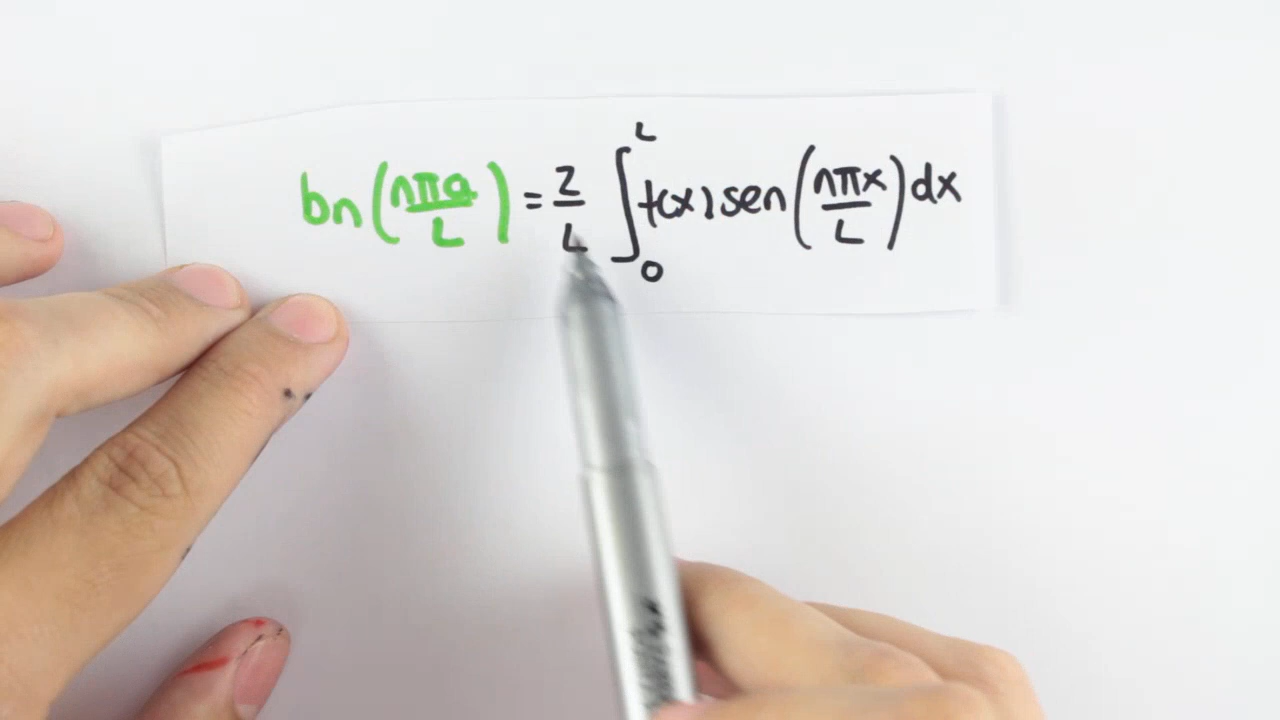 bn(nπa/L) = 2/L ∫₀ᴸ f(x) sen(nπx/L) dx